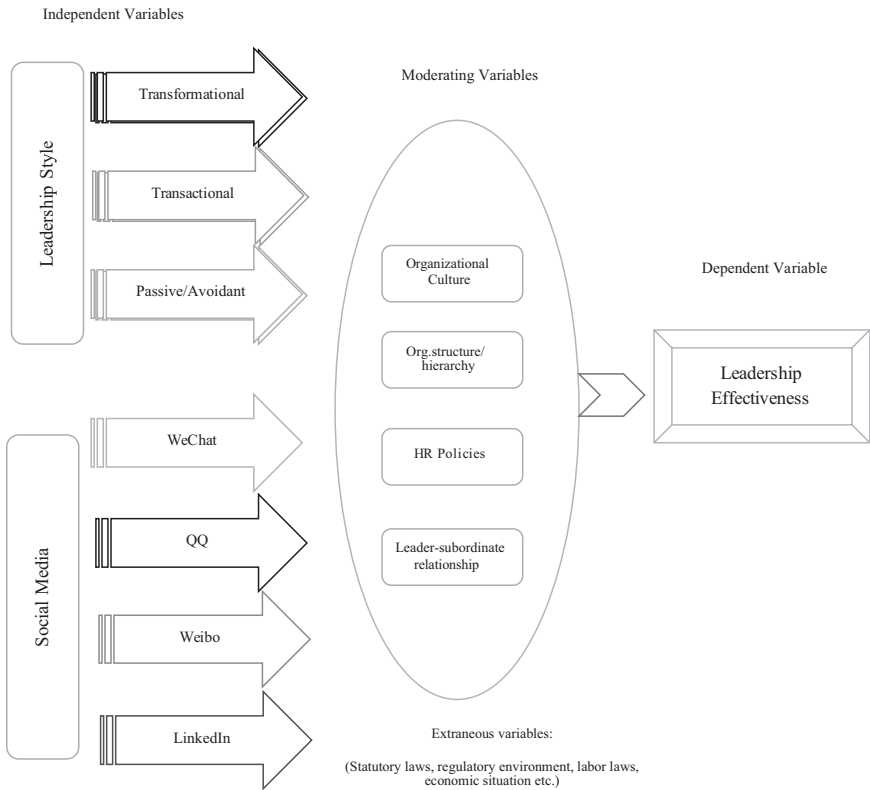 Independent Variables
Leadership Style
Transformational
Transactional
Passive/Avoidant
Social Media
WeChat
QQ
Weibo
LinkedIn
Moderating Variables
Organizational
Culture
Org.structure/
hierarchy
HR Policies
Leader-subordinate
relationship
Extraneous variables:
(Statutory laws, regulatory environment, labor laws,
economic situation etc.)
Dependent Variable
Leadership
Effectiveness